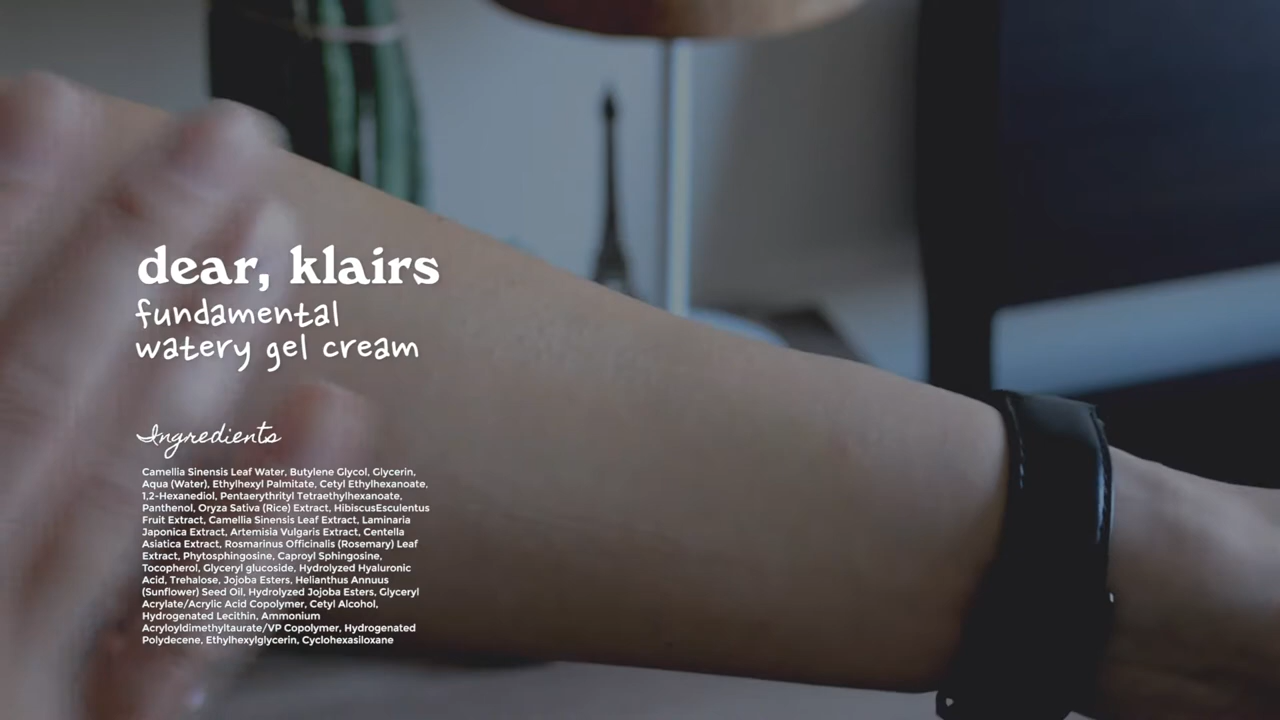 dear, klairs
fundamental
watery gel cream
Ingredients
Camellia Sinensis Leaf Water, Butylene Glycol, Glycerin,
Aqua (Water), Ethylhexyl Palmitate, Cetyl Ethylhexanoate,
1,2-Hexanediol, Pentaerythrityl Tetraethylhexanoate,
Panthenol, Oryza Sativa (Rice) Extract, HibiscusEsculentus
Fruit Extract, Camellia Sinensis Leaf Extract, Laminaria
Japonica Extract, Artemisia Vulgaris Extract, Centella
Asiatica Extract, Rosmarinus Officinalis (Rosemary) Leaf
Extract, Phytosphingosine, Caproyl Sphingosine,
Tocopherol, Glyceryl glucoside, Hydrolyzed Hyaluronic
Acid, Trehalose, Jojoba Esters, Helianthus Annuus
(Sunflower) Seed Oil, Hydrolyzed Jojoba Esters, Glyceryl
Acrylate/Acrylic Acid Copolymer, Cetyl Alcohol,
Hydrogenated Lecithin, Ammonium
Acryloyldimethyltaurate/VP Copolymer, Hydrogenated
Polydecene, Ethylhexylglycerin, Cyclohexasiloxane